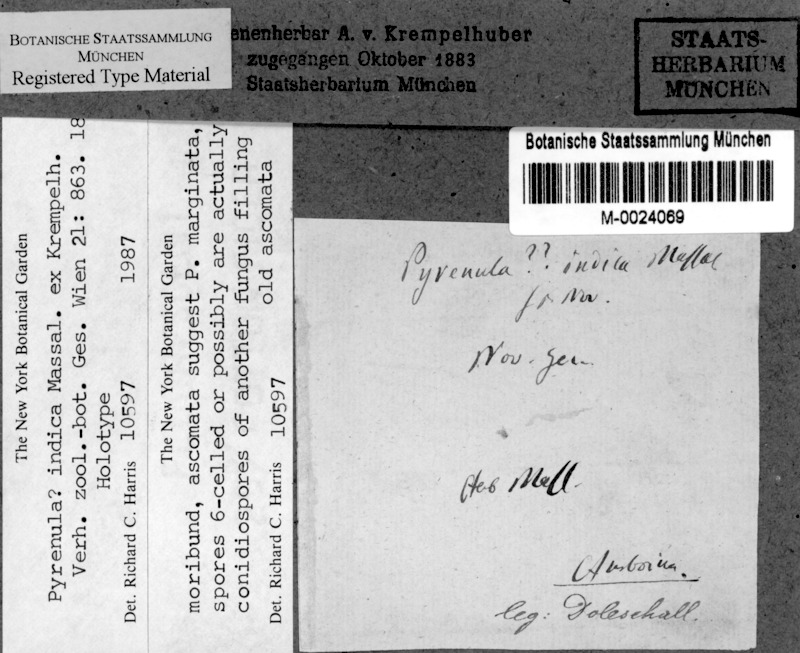 BOTANISCHE STAATSSAMMLUNG
MÜNCHEN
Registered Type Material
enenherbar A. v. Krempelhuber
zugegangen Oktober 1883
Staatsherbarium München
STAATS-
HERBARIUM
MÜNCHEN
Botanische Staatssammlung München
M-0024069
The New York Botanical Garden
Pyrenula? indica Massal. ex Krempelh.
Verh. zool.-bot. Ges. Wien 21: 863. 18
Holotype
Det. Richard C. Harris 10597 1987
The New York Botanical Garden
moribund, ascomata suggest P. marginata,
spores 6-celled or possibly are actually
conidiospores of another fungus filling
old ascomata
Det. Richard C. Harris 10597
Pyrenula ?? indica Massal
Nov. gen
Herb Mass.
Amboina.
leg: Doleschall.